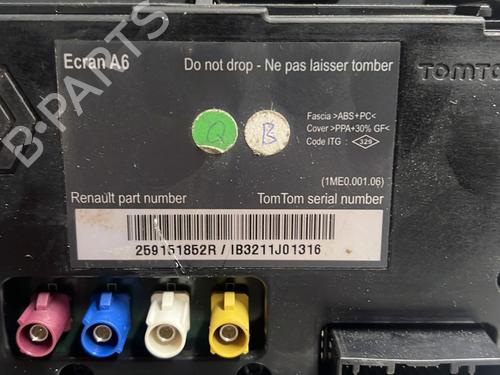 Ecran A6 Do not drop - Ne pas laisser tomber
TOMTO
Q B
Fascia >ABS+PC<
Cover >PPA+30% GF<
Code ITG : 329
(1ME0.001.06)
Renault part number TomTom serial number
259151852R / IB3211J01316
B-PARTS